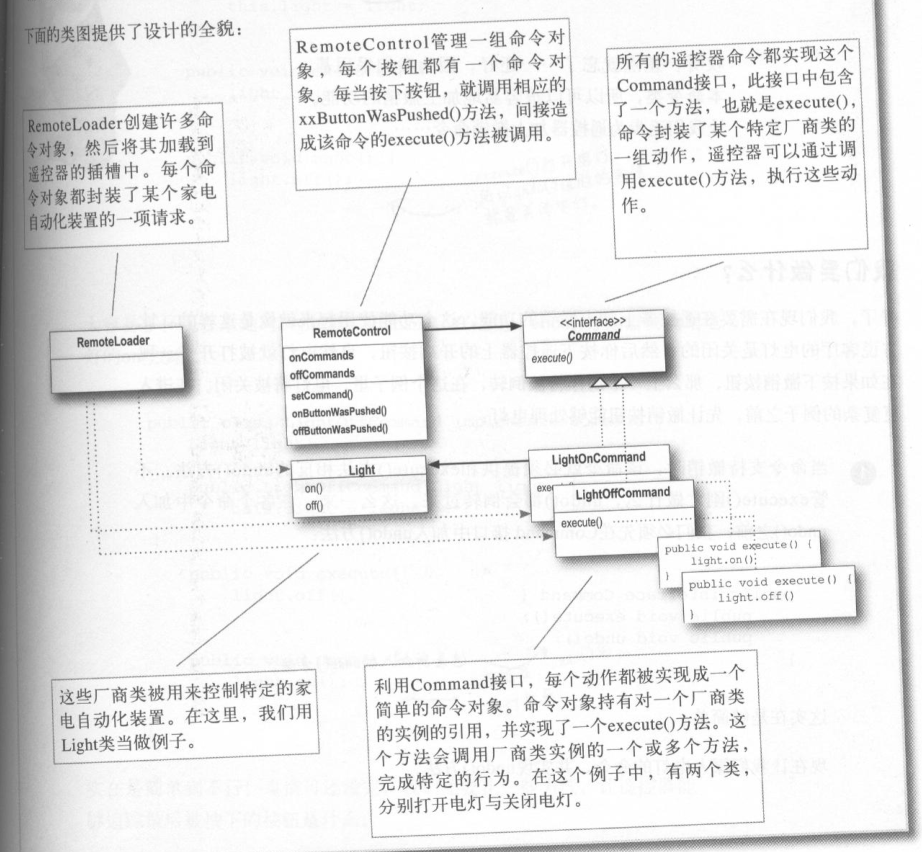 下面的类图提供了设计的全貌：
RemoteLoader创建许多命
令对象，然后将其加载到
遥控器的插槽中。每个命
令对象都封装了某个家电
自动化装置的一项请求。
RemoteControl管理一组命令对
象，每个按钮都有一个命令对
象。每当按下按钮，就调用相应的
xxButtonWasPushed()方法，间接造
成该命令的execute()方法被调用。
所有的遥控器命令都实现这个
Command接口，此接口中包含
了一个方法，也就是execute()，
命令封装了某个特定厂商类的
一组动作，遥控器可以通过调
用execute()方法，执行这些动
作。
RemoteLoader
RemoteControl
onCommands
offCommands
setCommand()
onButtonWasPushed()
offButtonWasPushed()
<<interface>>
Command
execute()
Light
on()
off()
LightOnCommand
LightOffCommand
execute()
public void execute() {
light.on();
}
public void execute() {
light.off()
}
这些厂商类被用来控制特定的家
电自动化装置。在这里，我们用
Light类当做例子。
利用Command接口，每个动作都被实现成一个
简单的命令对象。命令对象持有对一个厂商类
的实例的引用，并实现了一个execute()方法。这
个方法会调用厂商类实例的一个或多个方法，
完成特定的行为。在这个例子中，有两个类，
分别打开电灯与关闭电灯。